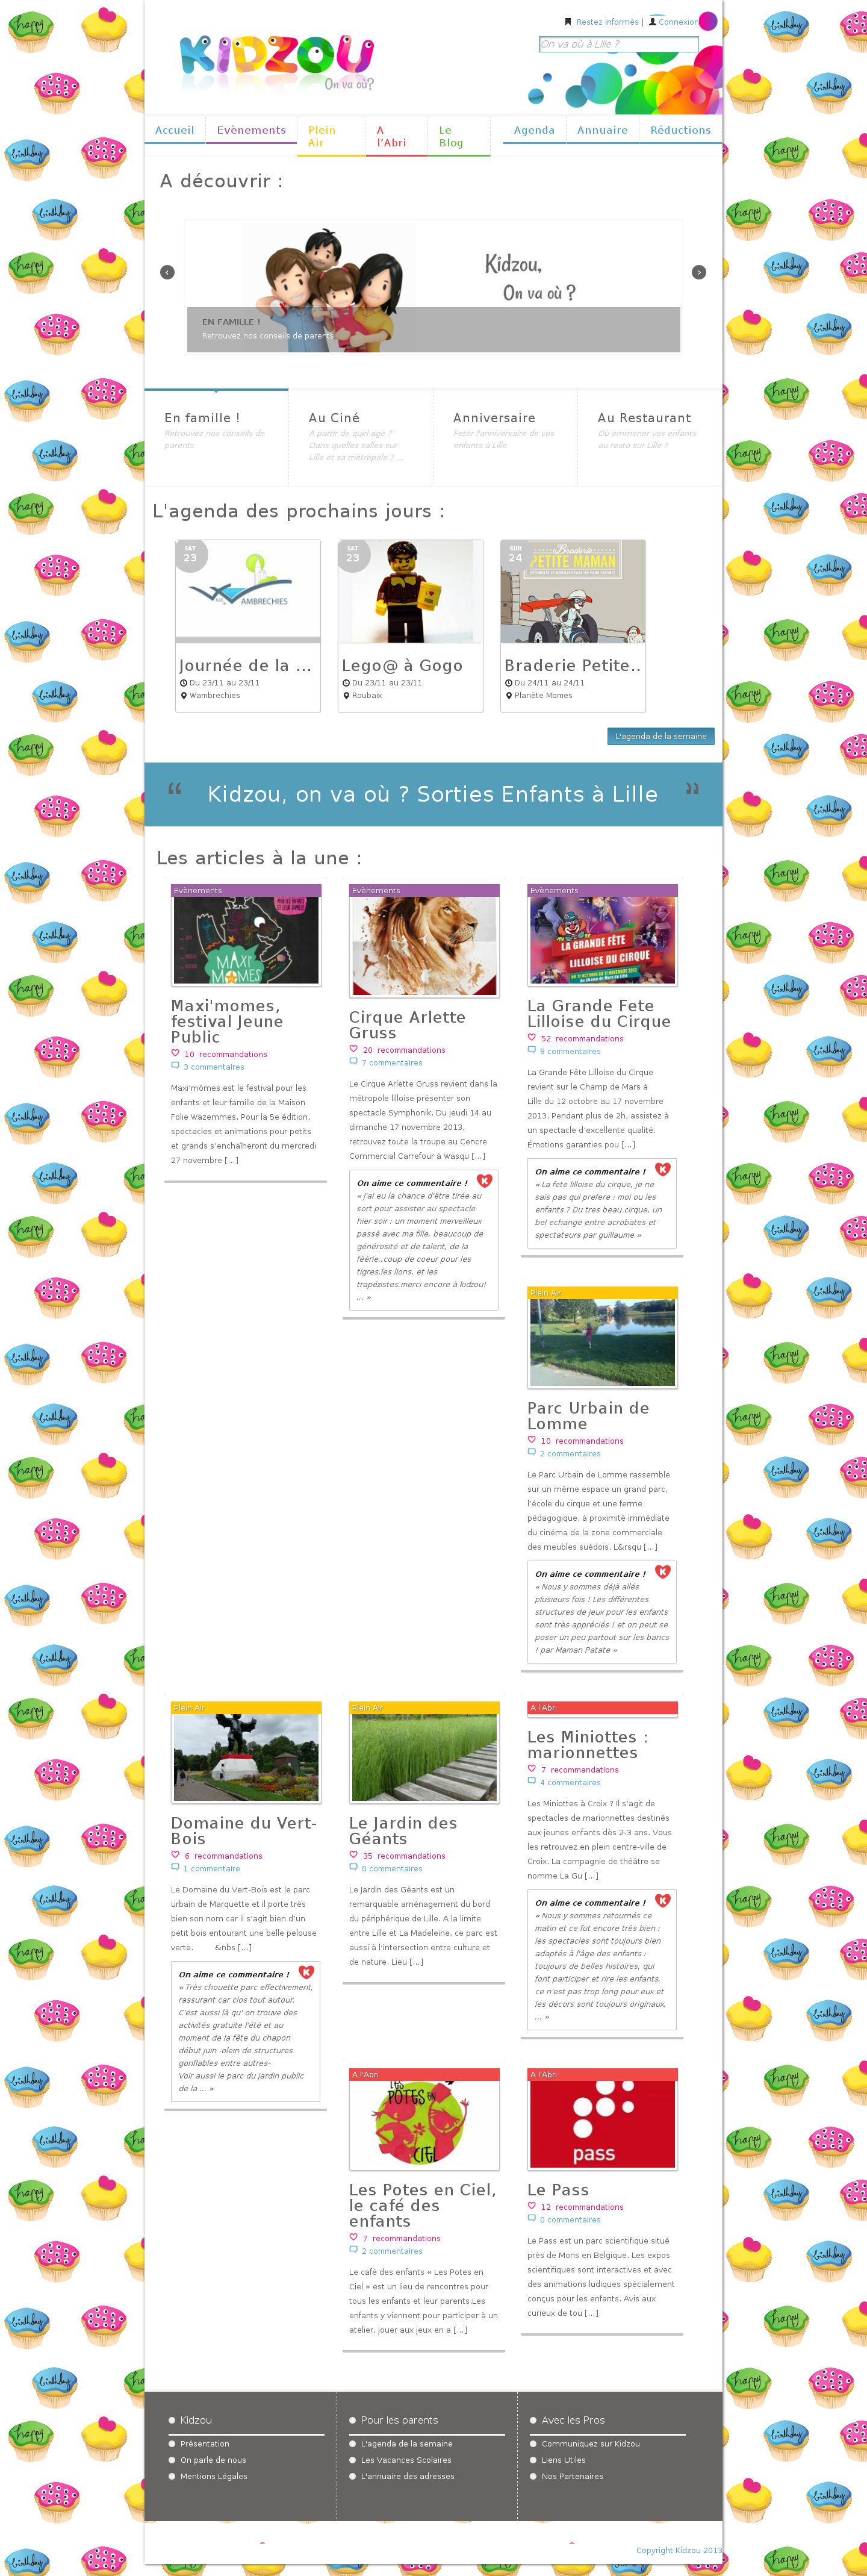 Restez informés | Connexion
KIDZOU
On va où?
On va où à Lille ?
Accueil
Evènements
Plein
Air
A
l'Abri
Le
Blog
Agenda
Annuaire
Réductions
A découvrir :
Kidzou,
On va où ?
EN FAMILLE !
Retrouvez nos conseils de parents
En famille !
Retrouvez nos conseils de
parents
Au Ciné
A partir de quel age ?
Dans quelles salles sur
Lille et sa métropole ? ...
Anniversaire
Feter l'anniversaire de vos
enfants à Lille
Au Restaurant
Où emmener vos enfants
au resto sur Lille ?
L'agenda des prochains jours :
SAT
23
AMBRECHIES
Journée de la ...
Du 23/11 au 23/11
Wambrechies
SAT
23
Lego@ à Gogo
Du 23/11 au 23/11
Roubaix
SUN
24
Braderie
PETITE MAMAN
Braderie Petite..
Du 24/11 au 24/11
Planète Momes
L'agenda de la semaine
“ Kidzou, on va où ? Sorties Enfants à Lille ”
Les articles à la une :
Evènements
MAXI
MOMES
Maxi'momes,
festival Jeune
Public
10 recommandations
3 commentaires
Maxi'mômes est le festival pour les
enfants et leur famille de la Maison
Folie Wazemmes. Pour la 5e édition,
spectacles et animations pour petits
et grands s'enchaîneront du mercredi
27 novembre [...]
Evènements
Cirque Arlette
Gruss
20 recommandations
7 commentaires
Le Cirque Arlette Gruss revient dans la
métropole lilloise présenter son
spectacle Symphonik. Du jeudi 14 au
dimanche 17 novembre 2013,
retrouvez toute la troupe au Cencre
Commercial Carrefour à Wasqu [...]
On aime ce commentaire !
« j'ai eu la chance d'être tirée au
sort pour assister au spectacle
hier soir : un moment merveilleux
passé avec ma fille, beaucoup de
générosité et de talent, de la
féérie..coup de coeur pour les
tigres,les lions, et les
trapézistes.merci encore à kidzou!
... »
Evènements
LA GRANDE FÊTE
LILLOISE DU CIRQUE
La Grande Fete
Lilloise du Cirque
52 recommandations
8 commentaires
La Grande Fête Lilloise du Cirque
revient sur le Champ de Mars à
Lille du 12 octobre au 17 novembre
2013. Pendant plus de 2h, assistez à
un spectacle d'excellente qualité.
Émotions garanties pou [...]
On aime ce commentaire !
« La fete lilloise du cirque, je ne
sais pas qui prefere : moi ou les
enfants ? Du tres beau cirque, un
bel echange entre acrobates et
spectateurs par guillaume »
Plein Air
Parc Urbain de
Lomme
10 recommandations
2 commentaires
Le Parc Urbain de Lomme rassemble
sur un même espace un grand parc,
l'école du cirque et une ferme
pédagogique, à proximité immédiate
du cinéma de la zone commerciale
des meubles suédois. L&rsqu [...]
On aime ce commentaire !
« Nous y sommes déjà allés
plusieurs fois ! Les différentes
structures de jeux pour les enfants
sont très appréciés ! et on peut se
poser un peu partout sur les bancs
! par Maman Patate »
Plein Air
Domaine du Vert-
Bois
6 recommandations
1 commentaire
Le Domaine du Vert-Bois est le parc
urbain de Marquette et il porte très
bien son nom car il s'agit bien d'un
petit bois entourant une belle pelouse
verte. &nbs [...]
On aime ce commentaire !
« Très chouette parc effectivement,
rassurant car clos tout autour.
C'est aussi là qu' on trouve des
activités gratuite l'été et au
moment de la fête du chapon
début juin -olein de structures
gonflables entre autres-
Voir aussi le parc du jardin public
de la ... »
Plein Air
Le Jardin des
Géants
35 recommandations
0 commentaires
Le Jardin des Géants est un
remarquable aménagement du bord
du périphérique de Lille. A la limite
entre Lille et La Madeleine, ce parc est
aussi à l'intersection entre culture et
de nature. Lieu [...]
A l'Abri
Les Miniottes :
marionnettes
7 recommandations
4 commentaires
Les Miniottes à Croix ? Il s'agit de
spectacles de marionnettes destinés
aux jeunes enfants dès 2-3 ans. Vous
les retrouvez en plein centre-ville de
Croix. La compagnie de théâtre se
nomme La Gu [...]
On aime ce commentaire !
« Nous y sommes retournés ce
matin et ce fut encore très bien :
les spectacles sont toujours bien
adaptés à l'âge des enfants :
toujours de belles histoires, qui
font participer et rire les enfants,
ce n'est pas trop long pour eux et
les décors sont toujours originaux,
... »
A l'Abri
LES POTES EN
CIEL
Les Potes en Ciel,
le café des
enfants
7 recommandations
2 commentaires
Le café des enfants « Les Potes en
Ciel » est un lieu de rencontres pour
tous les enfants et leur parents.Les
enfants y viennent pour participer à un
atelier, jouer aux jeux en a [...]
A l'Abri
pass
Le Pass
12 recommandations
0 commentaires
Le Pass est un parc scientifique situé
près de Mons en Belgique. Les expos
scientifiques sont interactives et avec
des animations ludiques spécialement
conçus pour les enfants. Avis aux
curieux de tou [...]
Kidzou
Présentation
On parle de nous
Mentions Légales
Pour les parents
L'agenda de la semaine
Les Vacances Scolaires
L'annuaire des adresses
Avec les Pros
Communiquez sur Kidzou
Liens Utiles
Nos Partenaires
Copyright Kidzou 2013